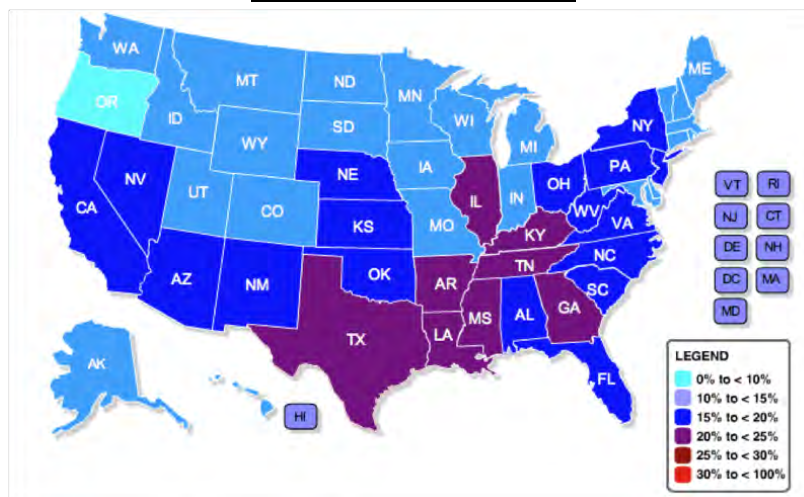 WA
MT
ND
MN
ME
OR
ID
SD
WI
NY
WY
MI
IA
PA
NE
NV
UT
IL
IN
OH
CA
CO
KS
MO
WV
VA
KY
NC
AZ
NM
OK
TN
AR
SC
MS
AL
GA
TX
LA
FL
AK
HI
VT RI
NJ CT
DE NH
DC MA
MD
LEGEND
0% to < 10%
10% to < 15%
15% to < 20%
20% to < 25%
25% to < 30%
30% to < 100%